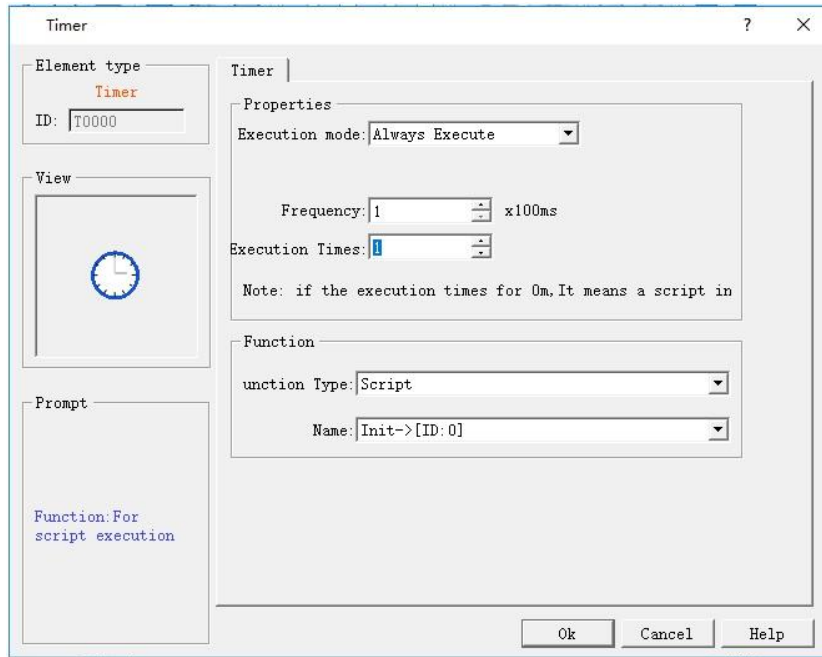 Timer
?
Element type
Timer
ID: T0000
View
Prompt
Function:For
script execution
Timer
Properties
Execution mode: Always Execute
Frequency: 1 x100ms
Execution Times: 1
Note: if the execution times for 0m,It means a script in
Function
unction Type: Script
Name: Init->[ID:0]
Ok Cancel Help